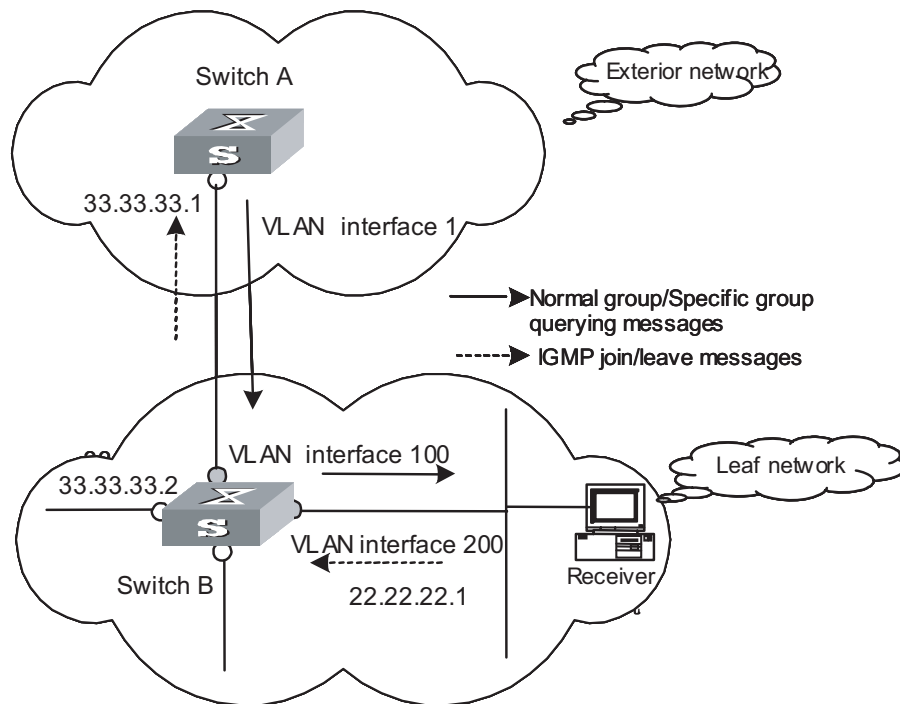 Switch A
Exterior network
S
33.33.33.1
VLAN interface 1
Normal group/Specific group
querying messages
IGMP join/leave messages
VLAN interface 100
Leaf network
33.33.33.2
S
VLAN interface 200
Switch B
22.22.22.1
Receiver